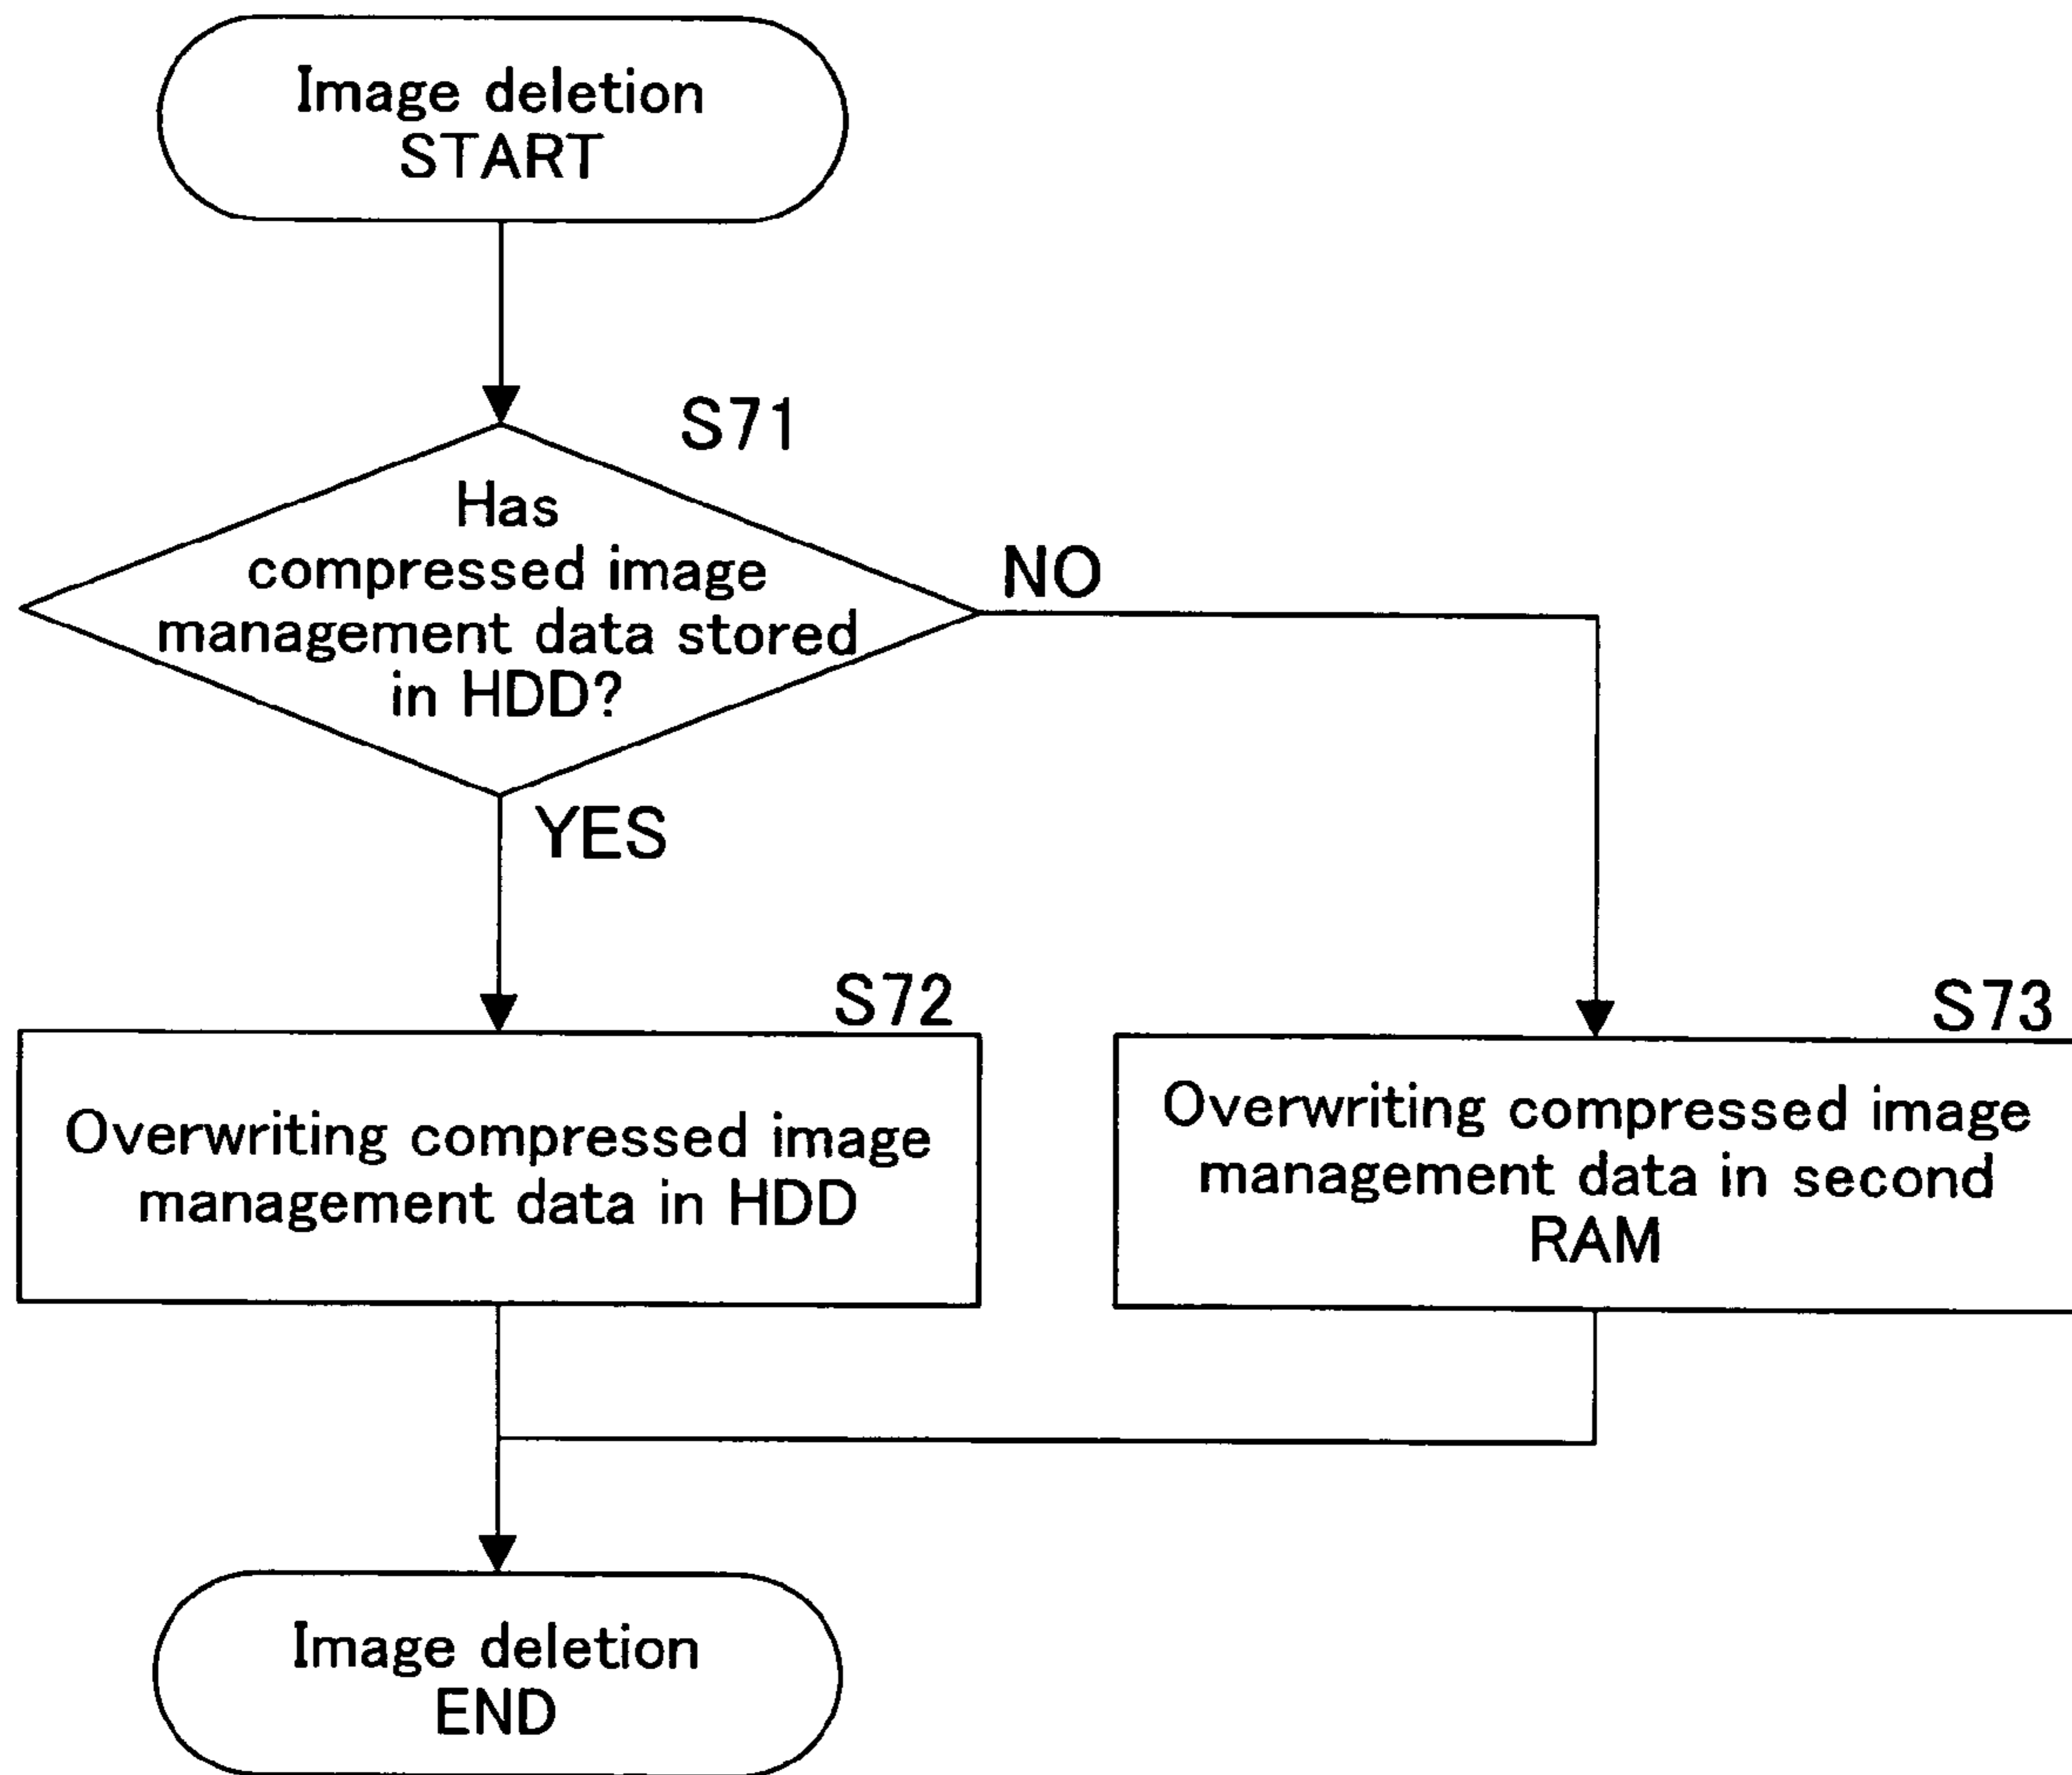 Image deletion
START
S71
Has
compressed image
management data stored
in HDD?
NO
YES
S72
Overwriting compressed image
management data in HDD
S73
Overwriting compressed image
management data in second
RAM
Image deletion
END